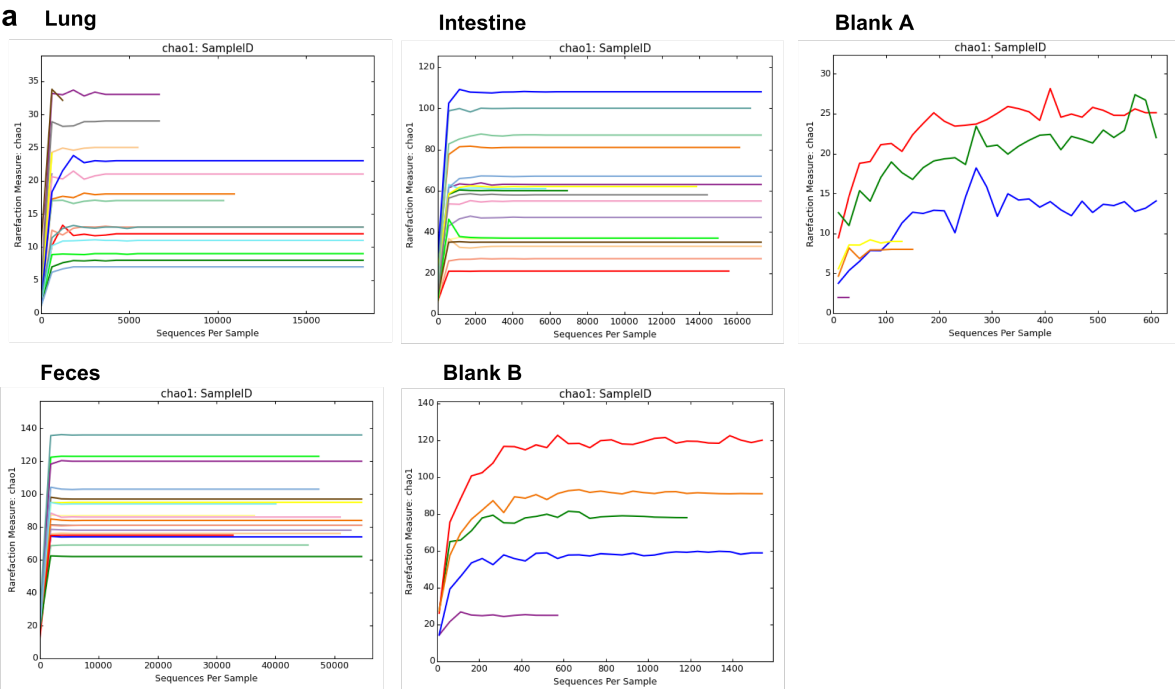 a Lung
Intestine
Blank A
chao1: SampleID
Rarefaction Measure: chao1
35
30
25
20
15
10
5
0
0 5000 10000 15000
Sequences Per Sample
chao1: SampleID
Rarefaction Measure: chao1
120
100
80
60
40
20
0
0 2000 4000 6000 8000 10000 12000 14000 16000
Sequences Per Sample
chao1: SampleID
Rarefaction Measure: chao1
30
25
20
15
10
5
0
0 100 200 300 400 500 600
Sequences Per Sample
Feces
Blank B
chao1: SampleID
Rarefaction Measure: chao1
140
120
100
80
60
40
20
0
0 10000 20000 30000 40000 50000
Sequences Per Sample
chao1: SampleID
Rarefaction Measure: chao1
140
120
100
80
60
40
20
0
0 200 400 600 800 1000 1200 1400
Sequences Per Sample